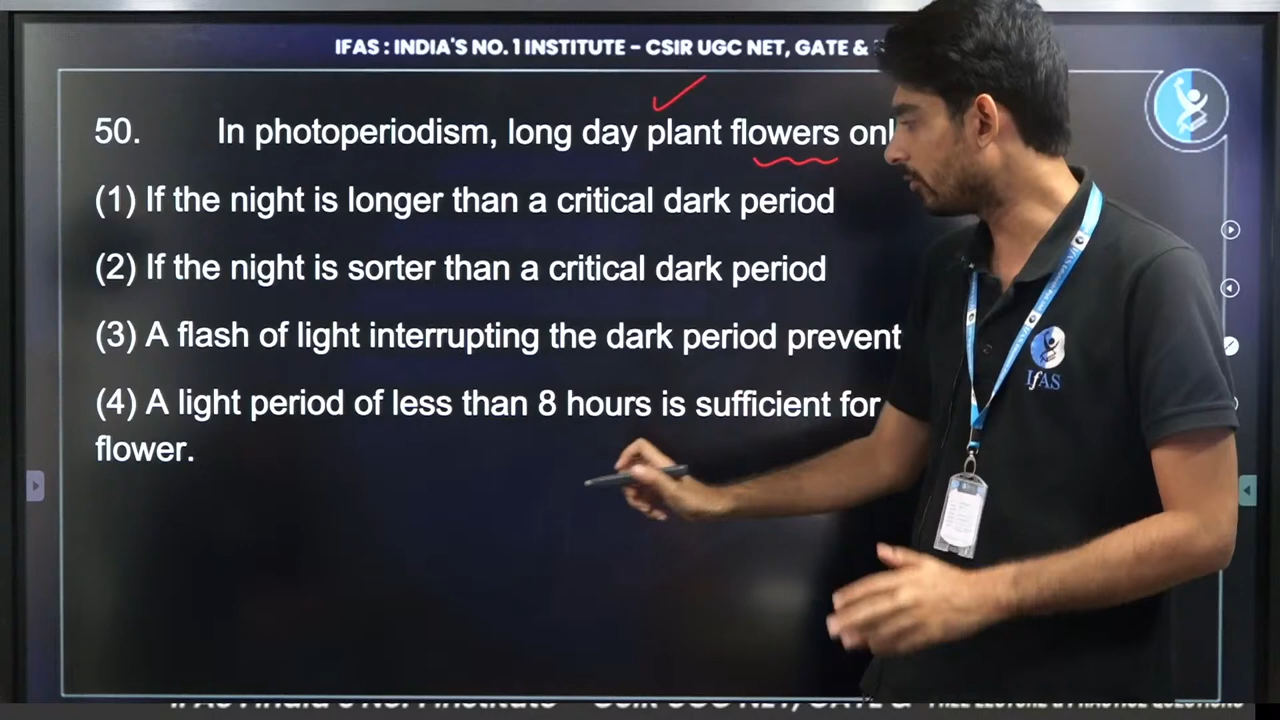 IFAS : INDIA'S NO. 1 INSTITUTE - CSIR UGC NET, GATE &
50. In photoperiodism, long day plant flowers
(1) If the night is longer than a critical dark period
(2) If the night is sorter than a critical dark period
(3) A flash of light interrupting the dark period prevent
(4) A light period of less than 8 hours is sufficient for
flower.
IFAS